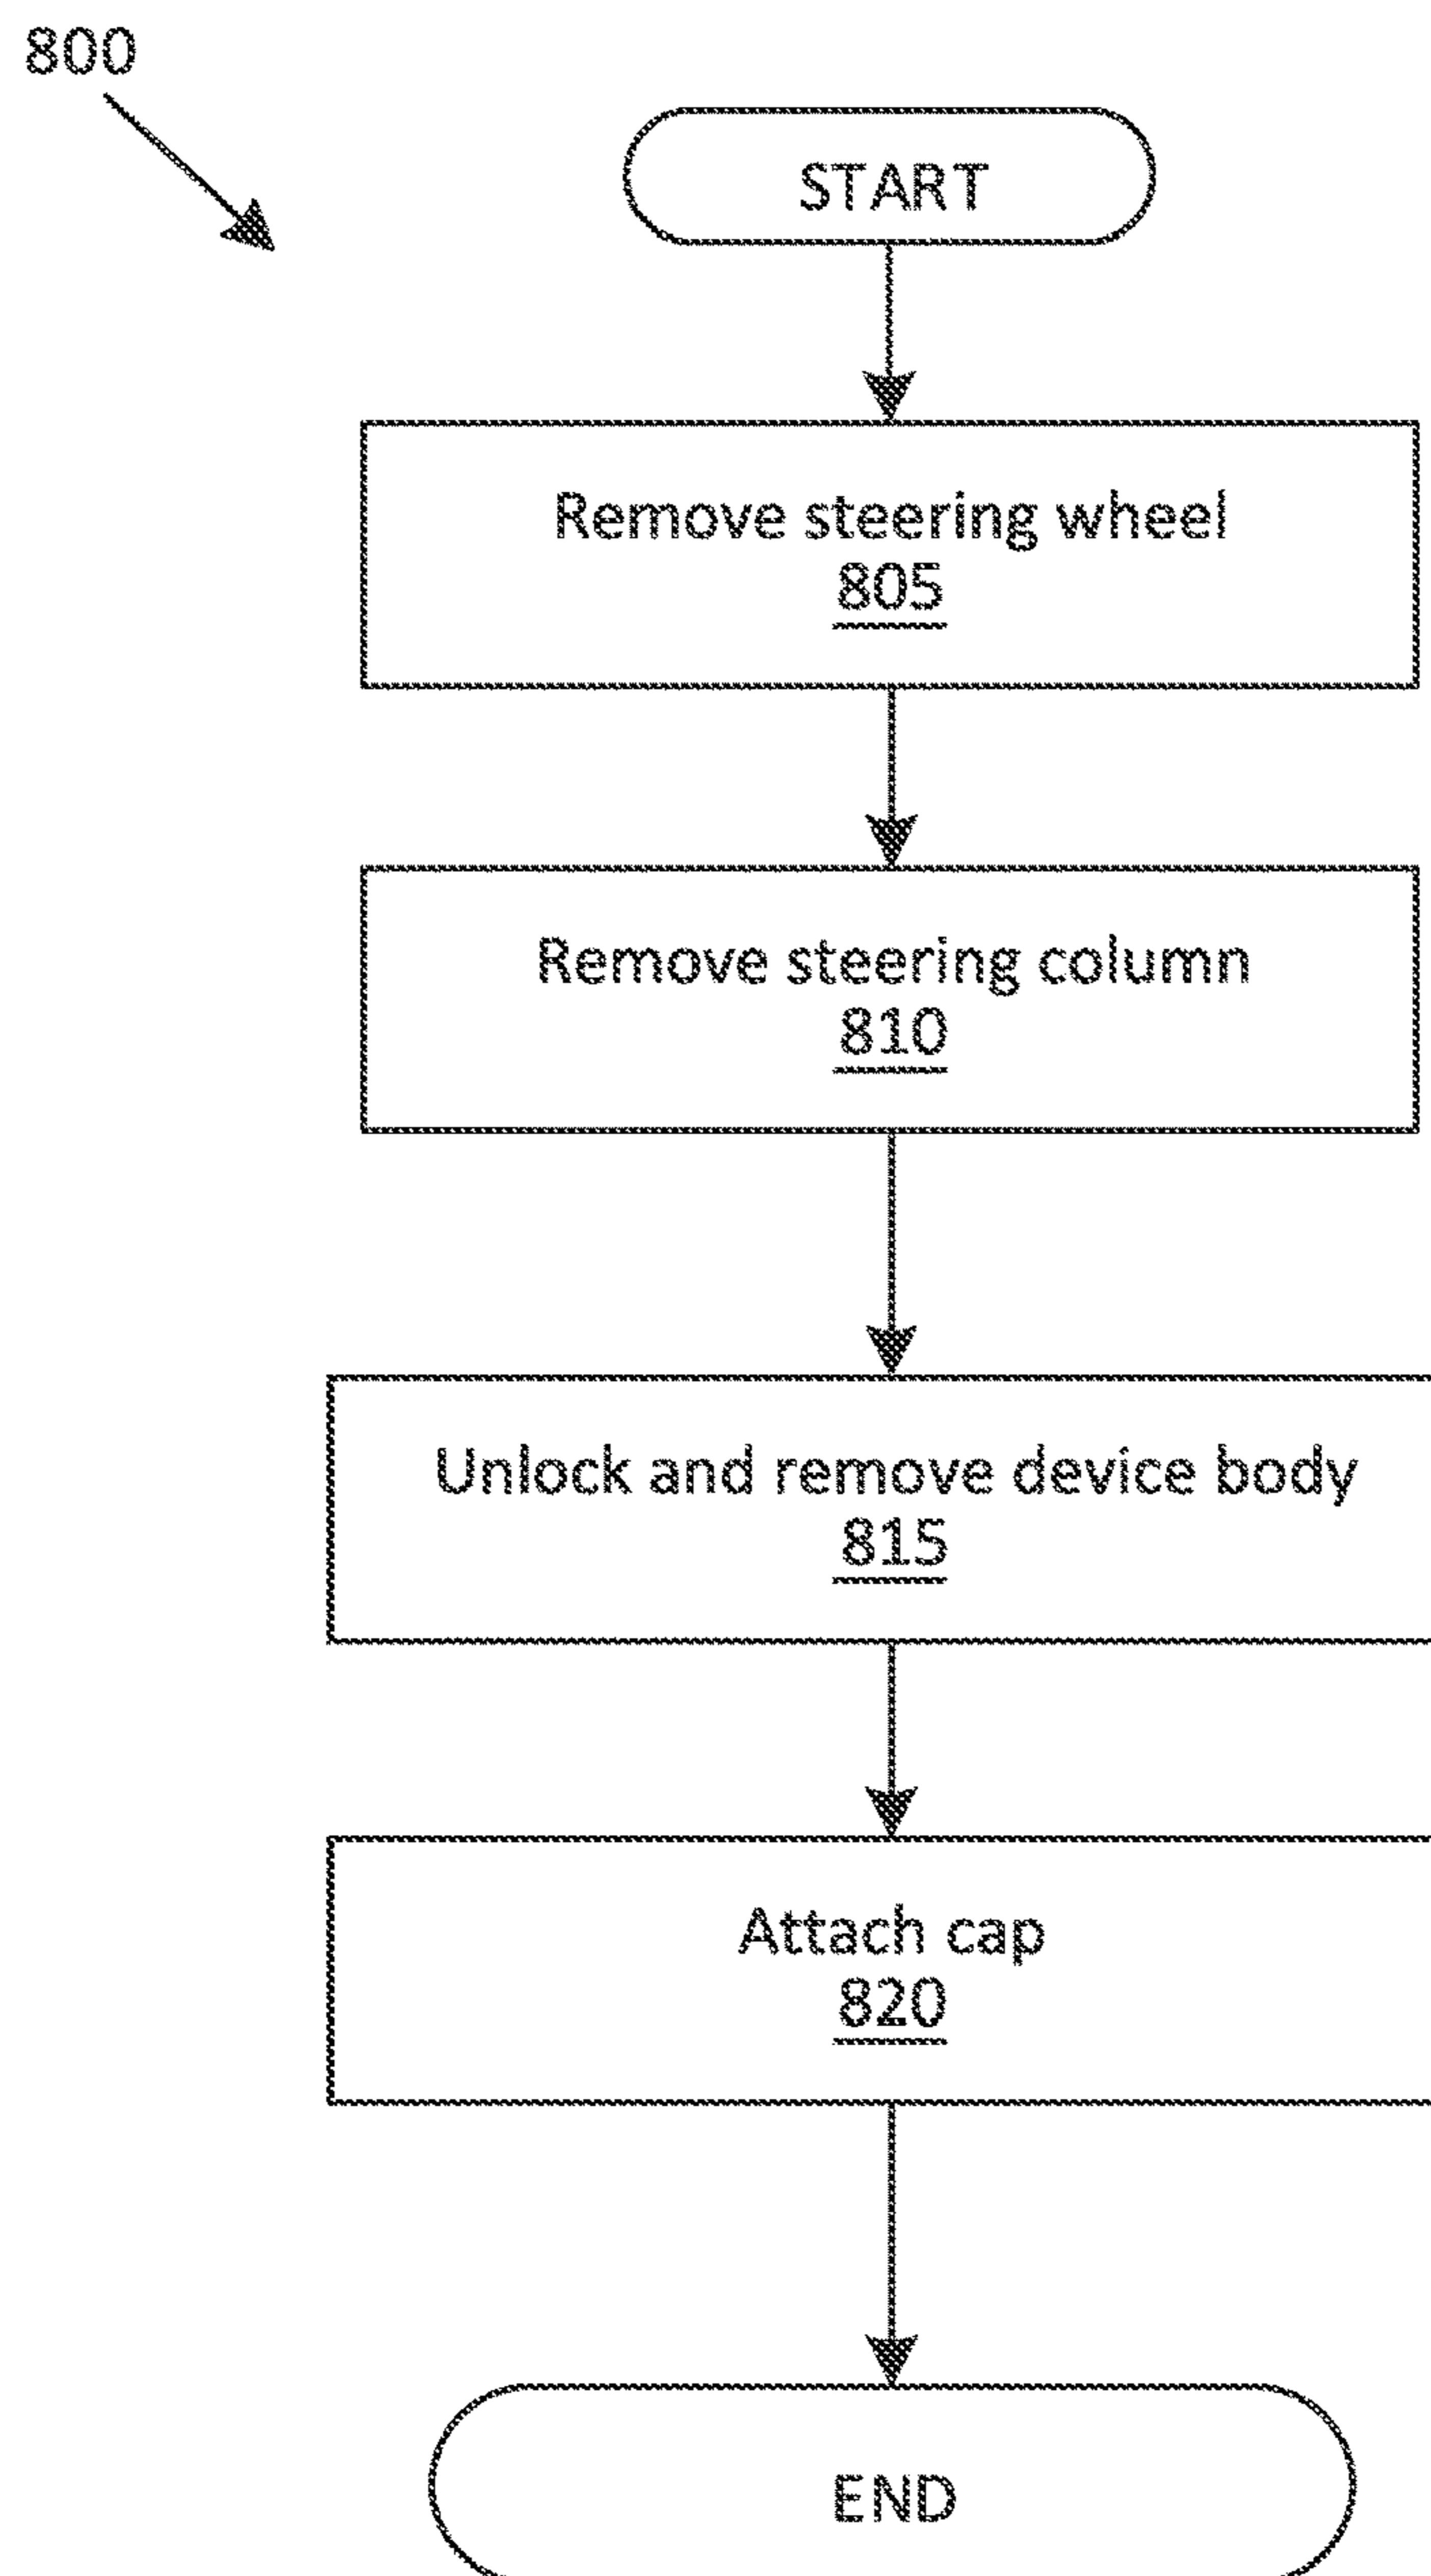 800
START
Remove steering wheel
805
Remove steering column
810
Unlock and remove device body
815
Attach cap
820
END